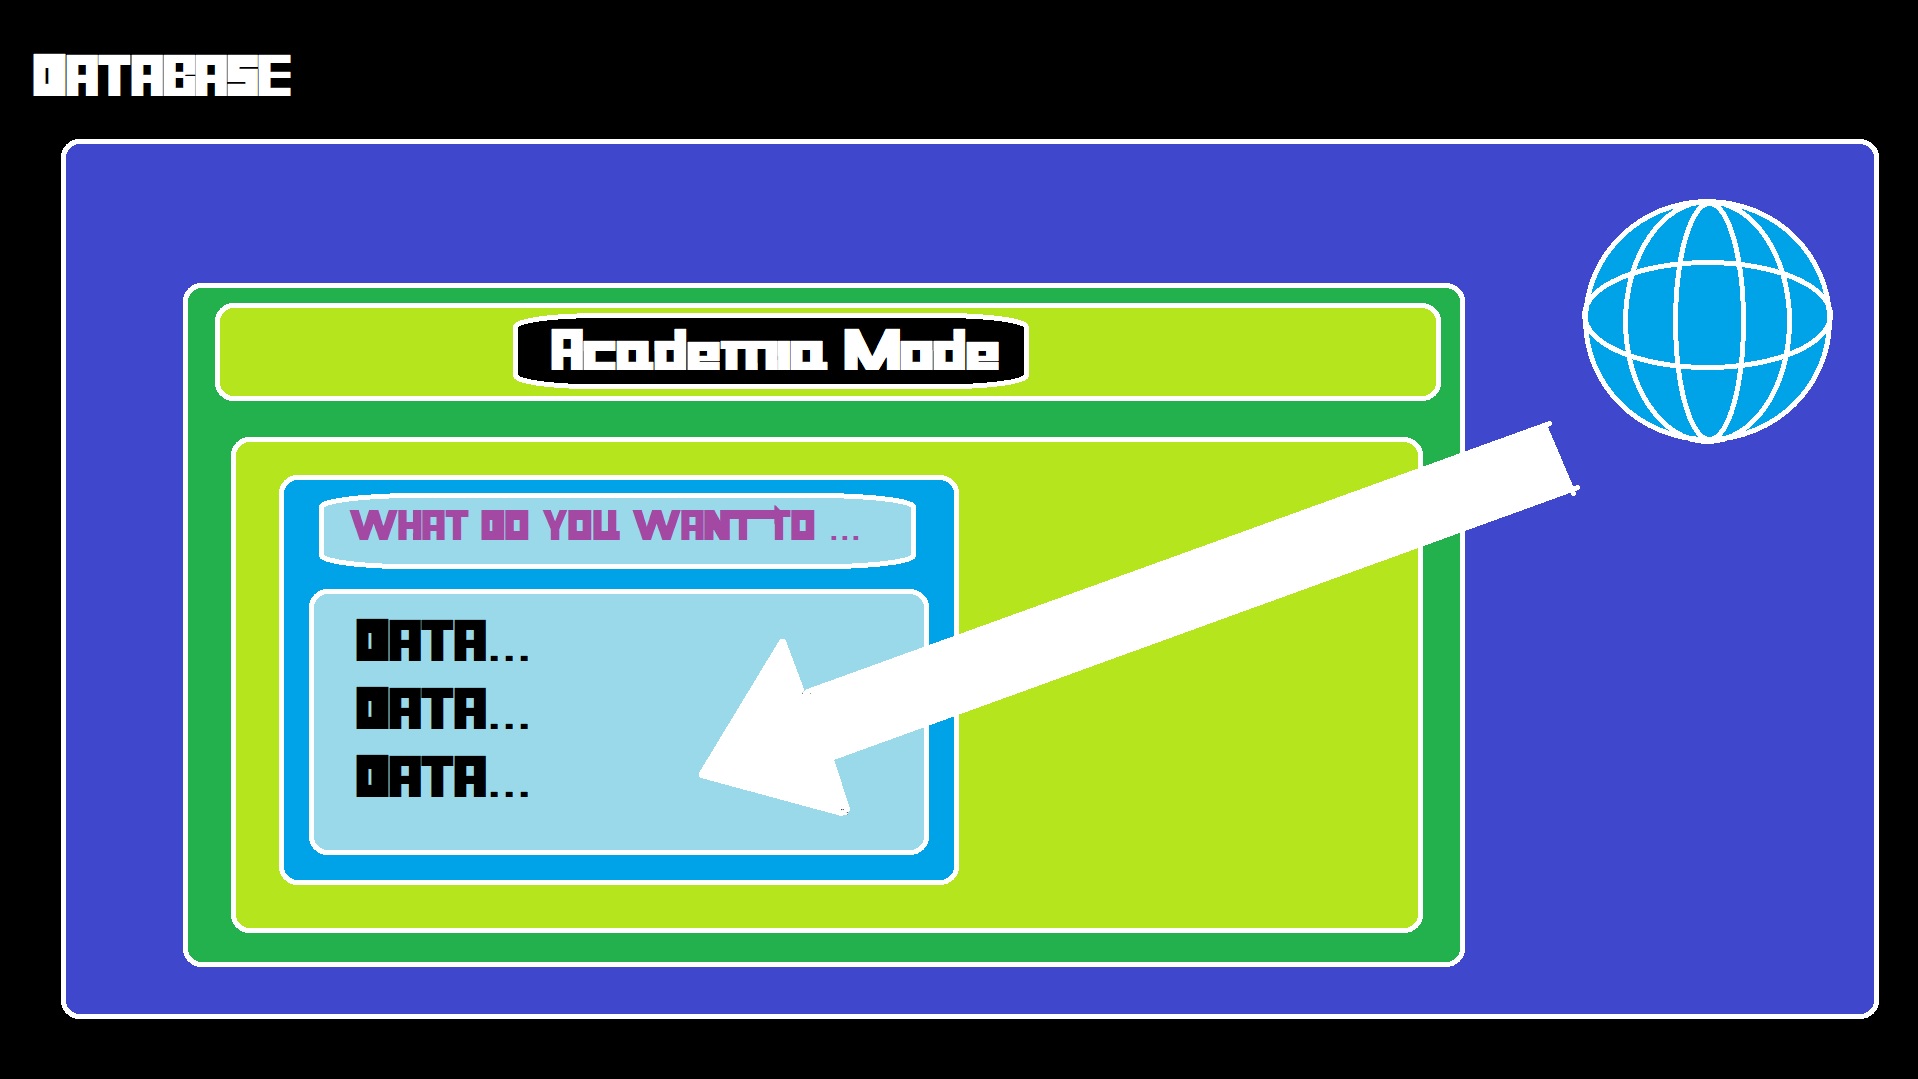 DATABASE
Academia Mode
WHAT DO YOU WANT TO ...
DATA...
DATA...
DATA...